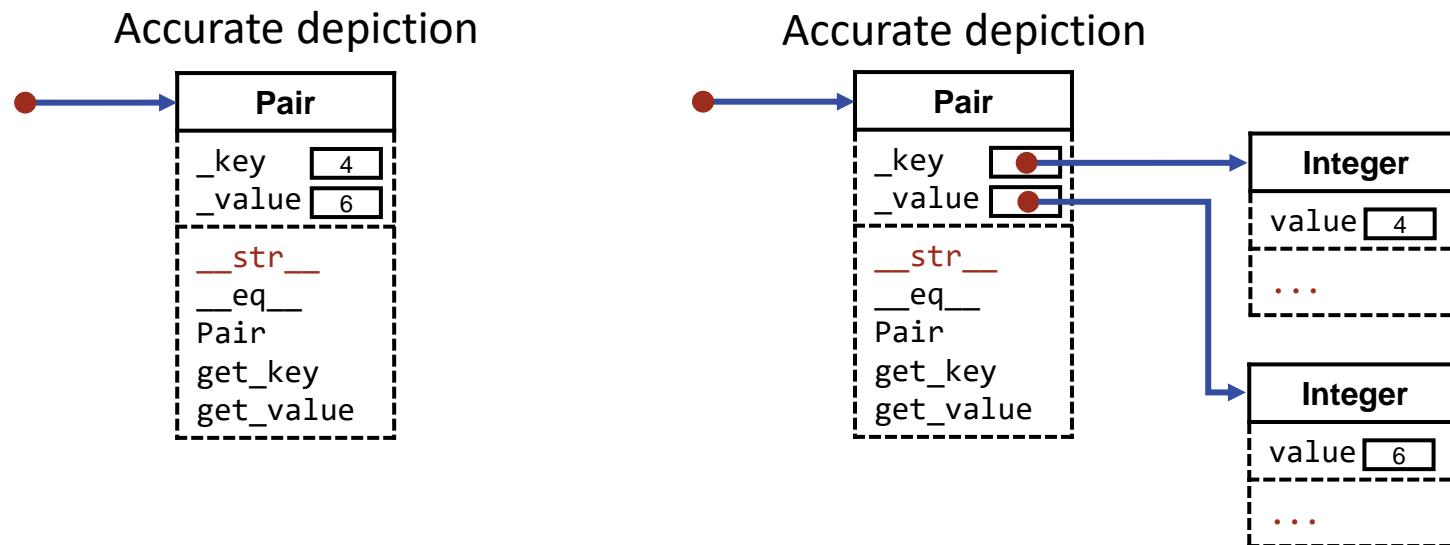 Accurate depiction
Pair
_key 4
_value 6
__str__
__eq__
Pair
get_key
get_value
Accurate depiction
Pair
_key
_value
__str__
__eq__
Pair
get_key
get_value
Integer
value 4
...
Integer
value 6
...